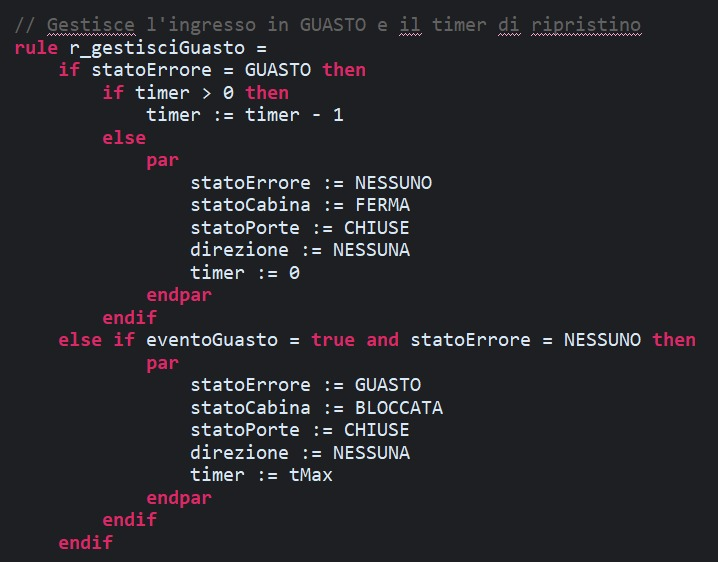 // Gestisce l'ingresso in GUASTO e il timer di ripristino
rule r_gestisciGuasto =
    if statoErrore = GUASTO then
        if timer > 0 then
            timer := timer - 1
        else
            par
                statoErrore := NESSUNO
                statoCabina := FERMA
                statoPorte := CHIUSE
                direzione := NESSUNA
                timer := 0
            endpar
        endif
    else if eventoGuasto = true and statoErrore = NESSUNO then
            par
                statoErrore := GUASTO
                statoCabina := BLOCCATA
                statoPorte := CHIUSE
                direzione := NESSUNA
                timer := tMax
            endpar
        endif
    endif